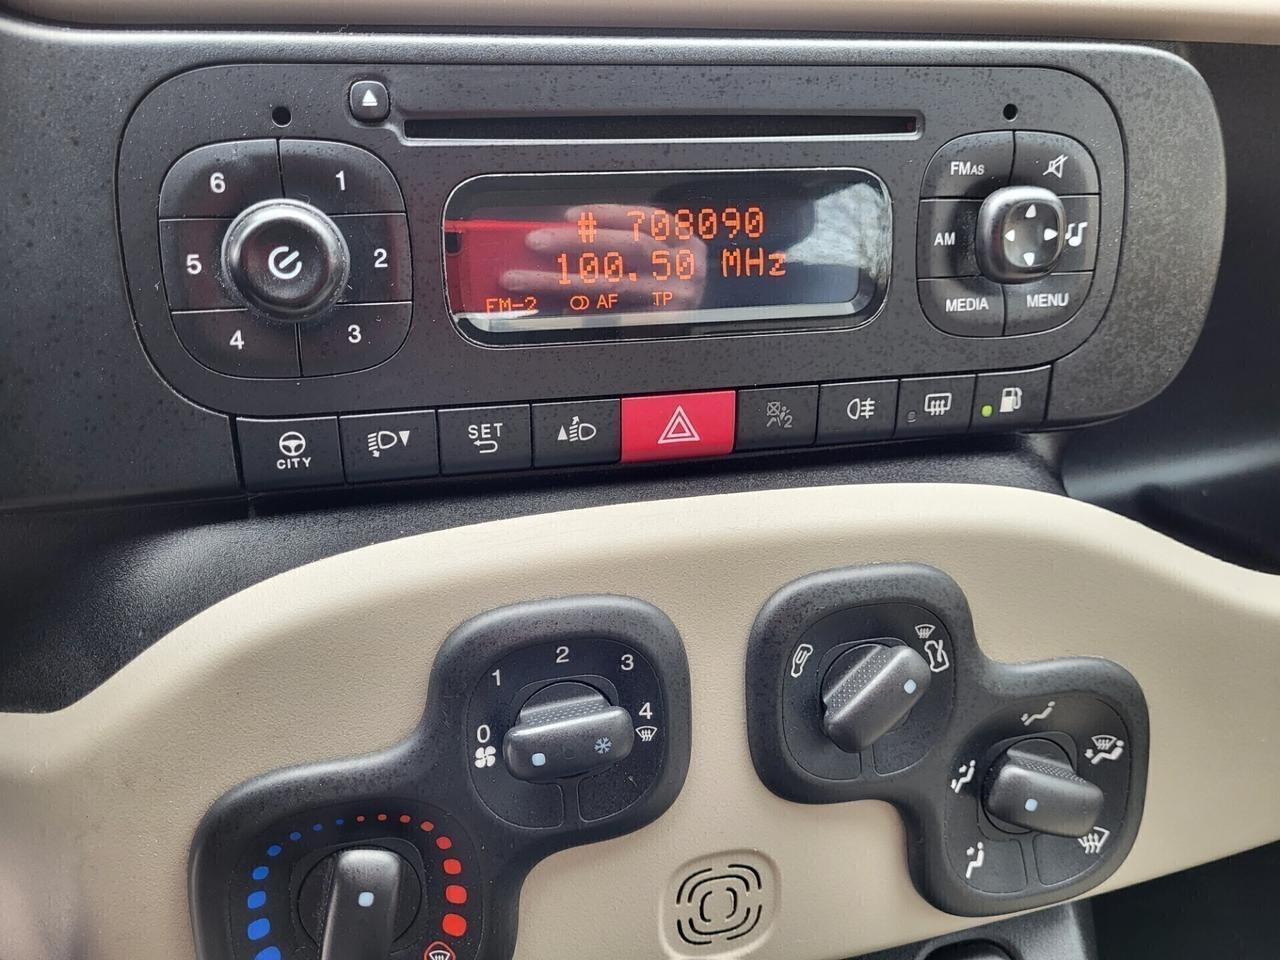 6 1
FMAS
# 708090
5 2
AM
100.50 MHz
FM-2 AF TP
4 3
MEDIA MENU
CITY
SET
2
1 2 3
0 4